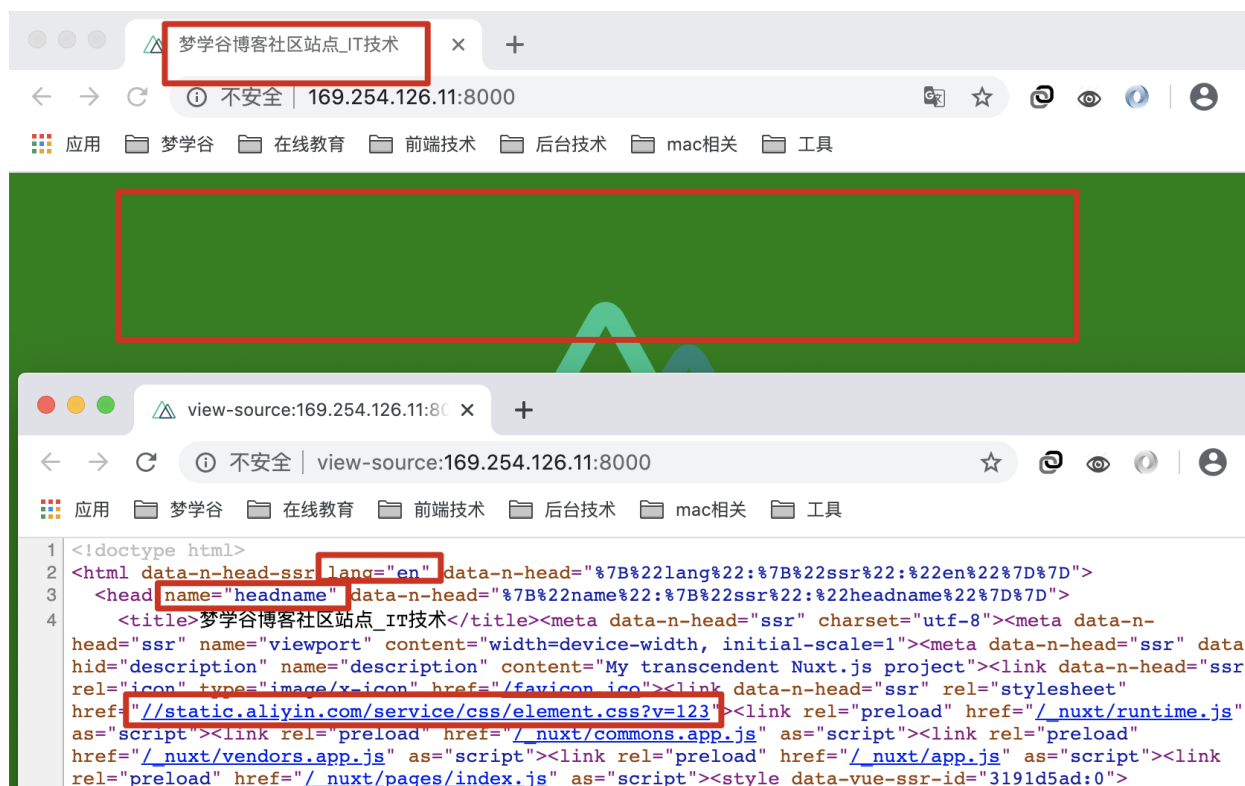 梦学谷博客社区站点_IT技术
不安全 169.254.126.11:8000
应用 梦学谷 在线教育 前端技术 后台技术 mac相关 工具
view-source:169.254.126.11:80
不安全 view-source:169.254.126.11:8000
应用 梦学谷 在线教育 前端技术 后台技术 mac相关 工具
1 <!doctype html>
2 <html data-n-head-ssr lang="en" data-n-head="%7B%22lang%22:%7B%22ssr%22:%22en%22%7D%7D">
3 <head name="headname" data-n-head="%7B%22name%22:%7B%22ssr%22:%22headname%22%7D%7D">
4 <title>梦学谷博客社区站点_IT技术</title><meta data-n-head="ssr" charset="utf-8"><meta data-n-
head="ssr" name="viewport" content="width=device-width, initial-scale=1"><meta data-n-head="ssr" data
hid="description" name="description" content="My transcendent Nuxt.js project"><link data-n-head="ssr
rel="icon" type="image/x-icon" href="/favicon.ico"><link data-n-head="ssr" rel="stylesheet"
href="//static.aliyin.com/service/css/element.css?v=123"><link rel="preload" href="/_nuxt/runtime.js"
as="script"><link rel="preload" href="/_nuxt/commons.app.js" as="script"><link rel="preload"
href="/_nuxt/vendors.app.js" as="script"><link rel="preload" href="/_nuxt/app.js" as="script"><link
rel="preload" href="/_nuxt/pages/index.js" as="script"><style data-vue-ssr-id="3191d5ad:0">